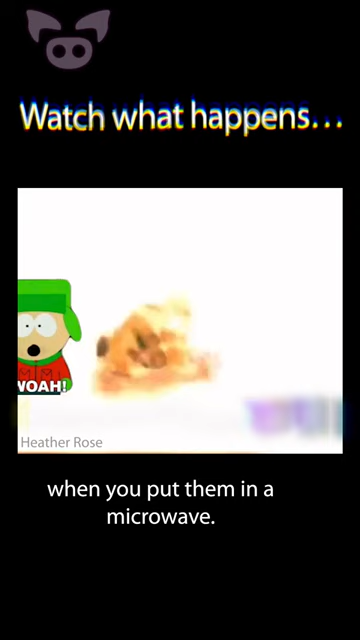 Watch what happens...
WOAH!
Heather Rose
when you put them in a
microwave.